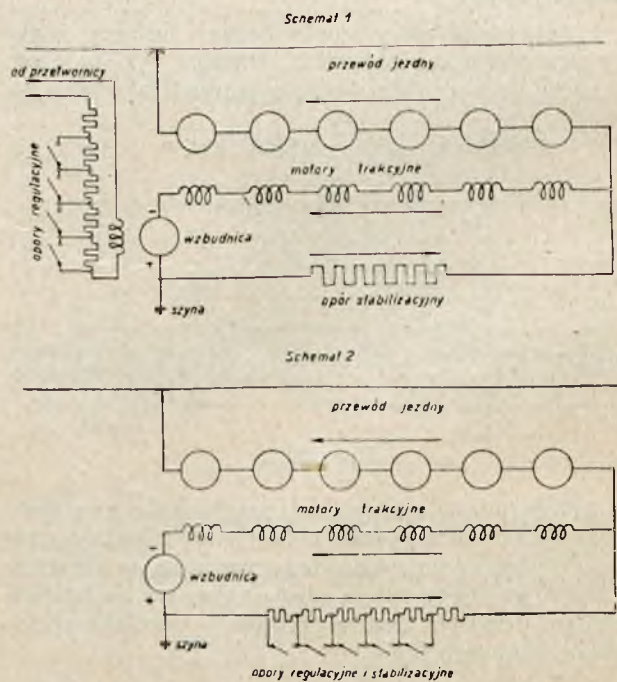 Schemat 1
przewód jezdny
od przetwornicy
opory regulacyjne
motory trakcyjne
-
wzbudnica
+
szyna
opór stabilizacyjny
Schemat 2
przewód jezdny
motory trakcyjne
-
wzbudnica
+
szyna
opory regulacyjne i stabilizacyjne